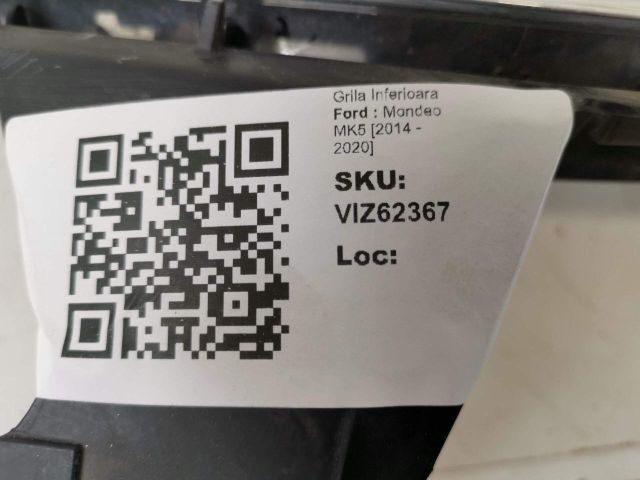 Grila Inferioara
Ford : Mondeo
MK5 [2014 -
2020]
SKU:
VIZ62367
Loc: